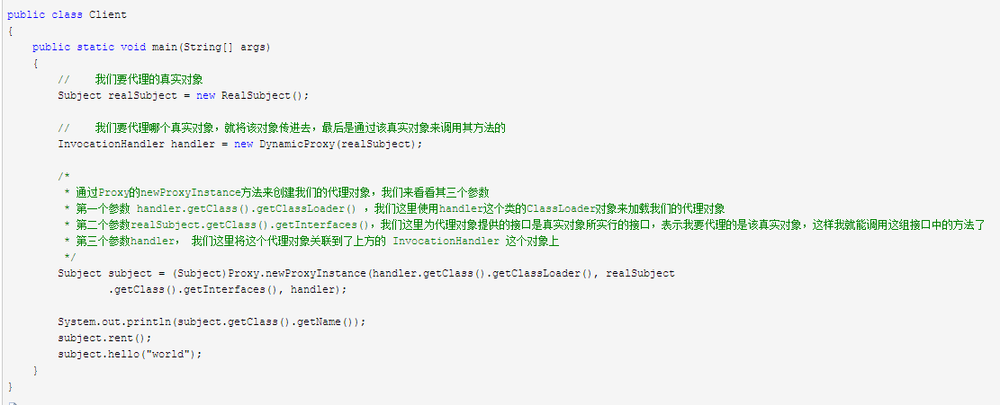 public class Client
{
    public static void main(String[] args)
    {
        //    我们要代理的真实对象
        Subject realSubject = new RealSubject();
        //    我们要代理哪个真实对象，就将该对象传进去，最后是通过该真实对象来调用其方法的
        InvocationHandler handler = new DynamicProxy(realSubject);
        /*
         * 通过Proxy的newProxyInstance方法来创建我们的代理对象，我们来看看其三个参数
         * 第一个参数 handler.getClass().getClassLoader() ，我们这里使用handler这个类的ClassLoader对象来加载我们的代理对象
         * 第二个参数realSubject.getClass().getInterfaces()，我们这里为代理对象提供的接口是真实对象所实行的接口，表示我要代理的是该真实对象，这样我就能调用这组接口中的方法了
         * 第三个参数handler， 我们这里将这个代理对象关联到了上方的 InvocationHandler 这个对象上
         */
        Subject subject = (Subject)Proxy.newProxyInstance(handler.getClass().getClassLoader(), realSubject
                .getClass().getInterfaces(), handler);
        System.out.println(subject.getClass().getName());
        subject.rent();
        subject.hello("world");
    }
}